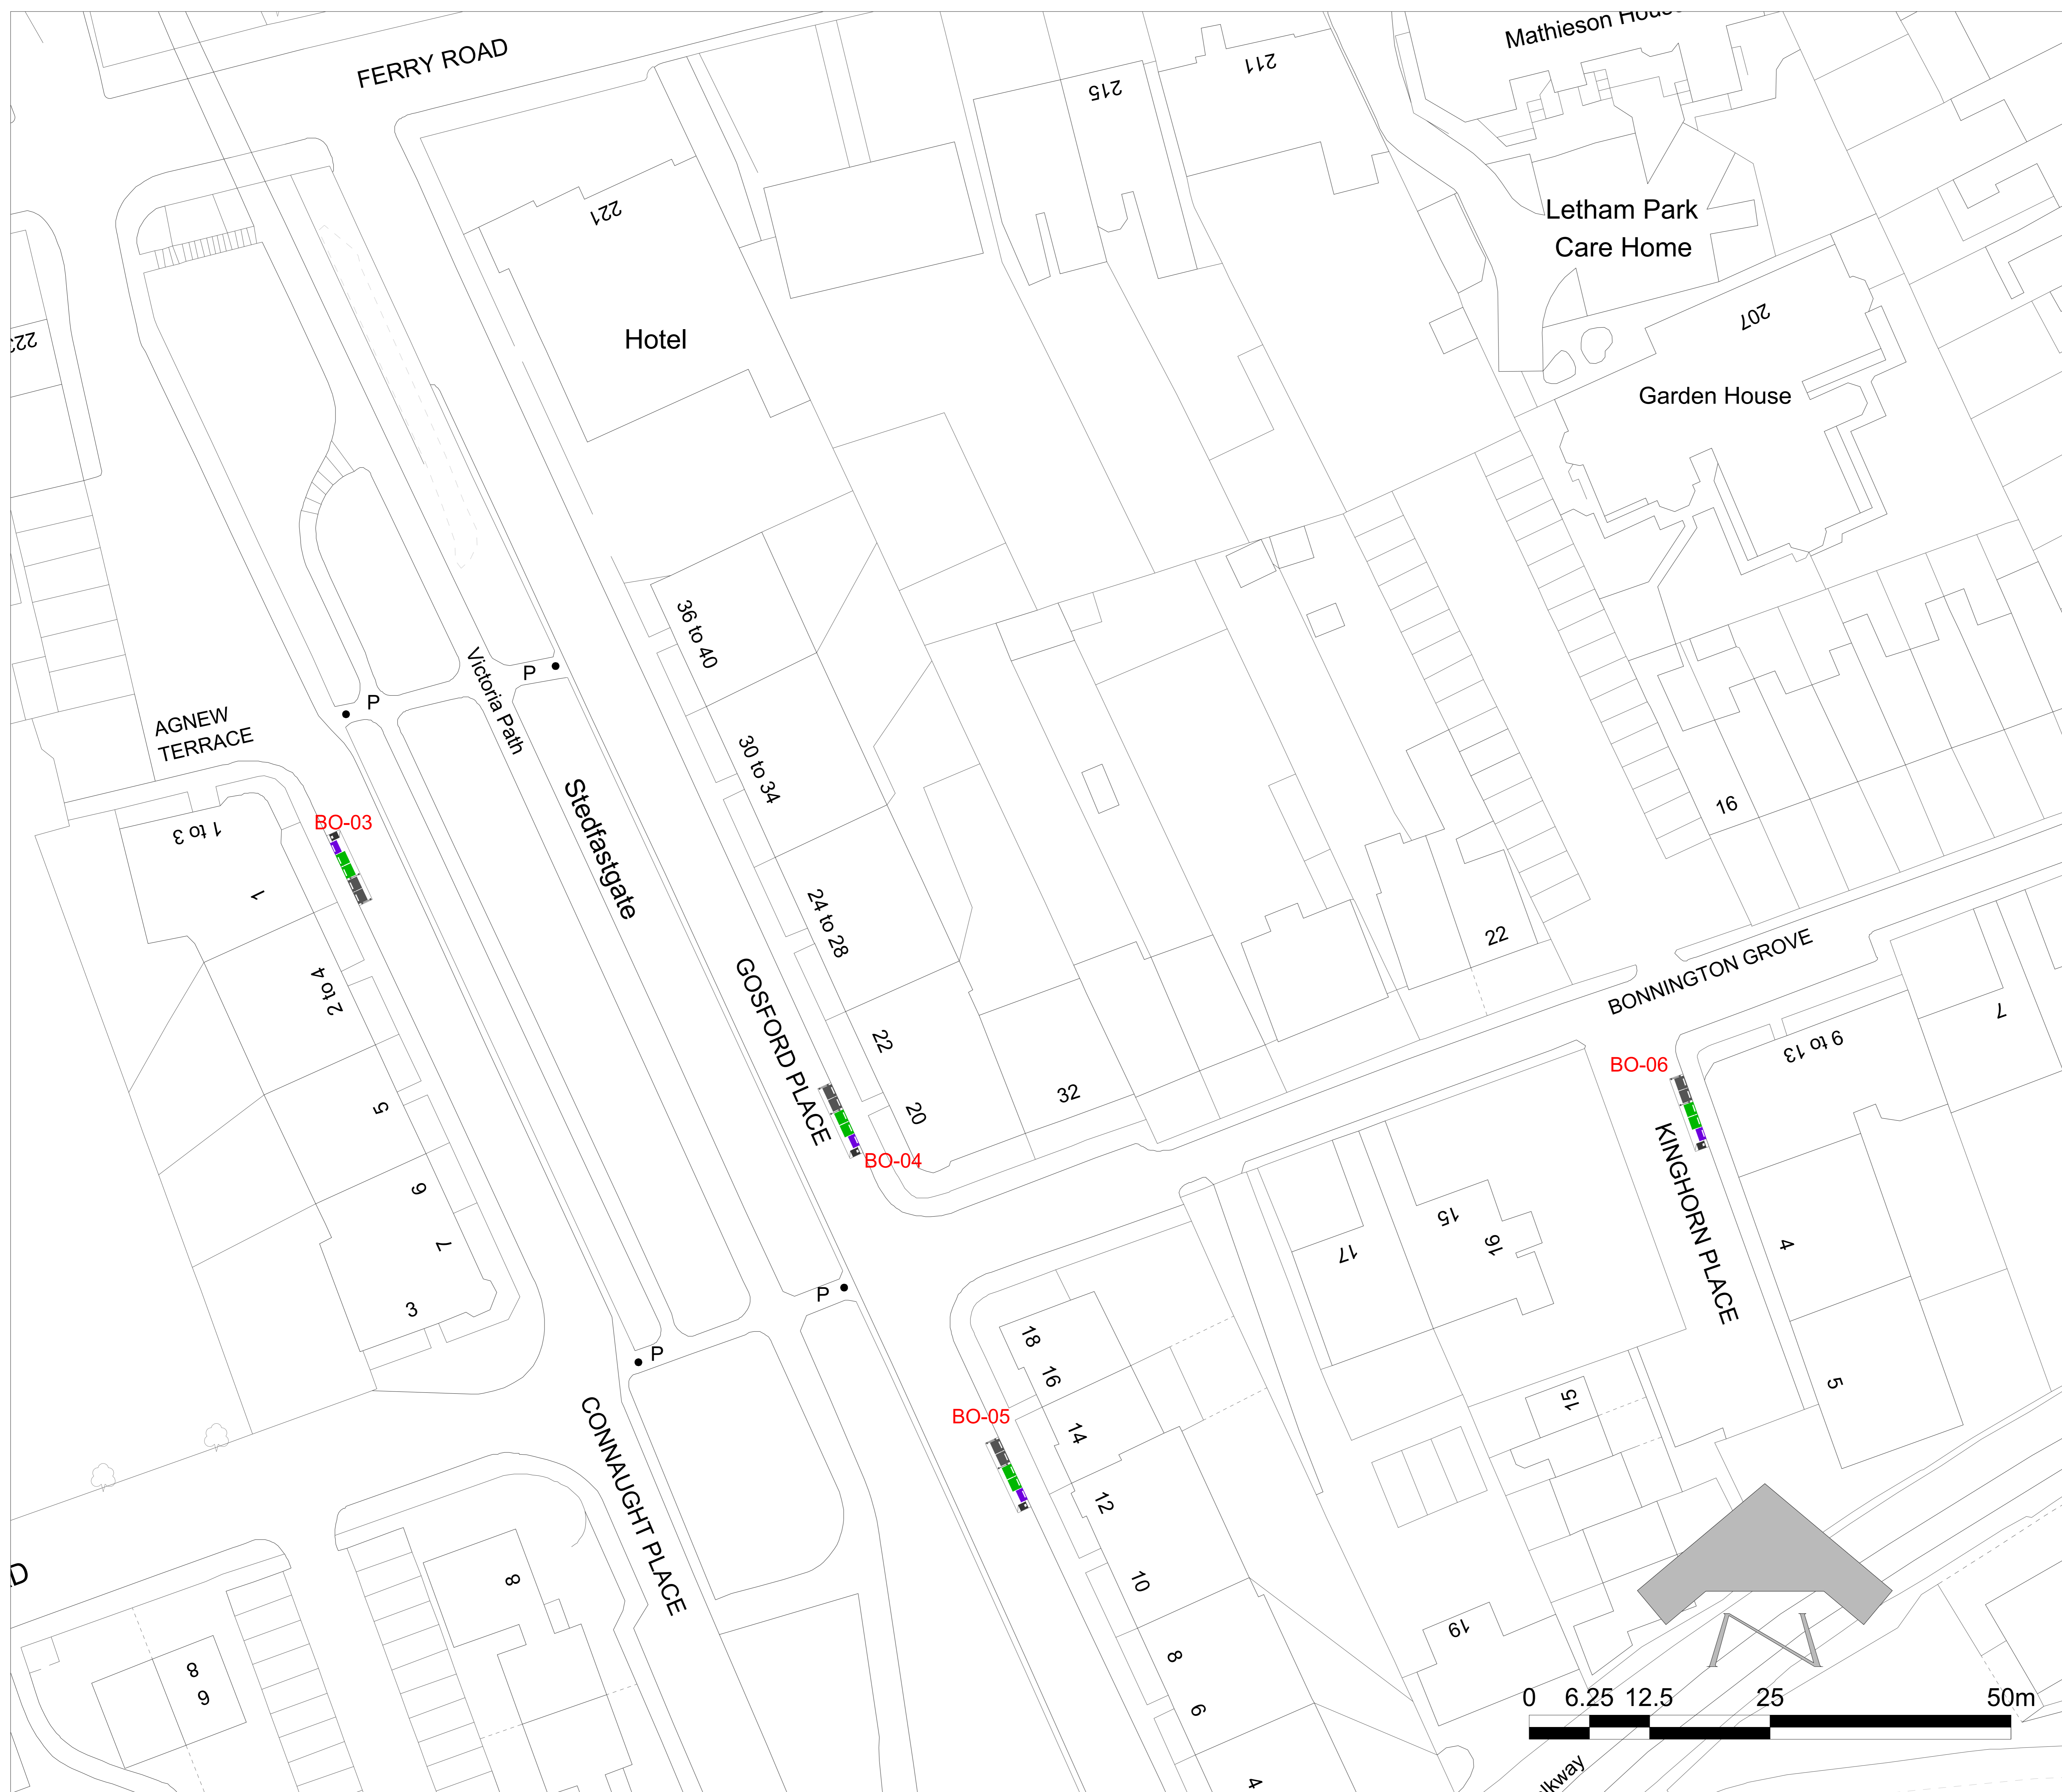 FERRY ROAD
Mathieson House
211
215
221
Letham Park
Care Home
207
Hotel
Garden House
36 to 40
P
Victoria Path
P
AGNEW
TERRACE
30 to 34
Stedfastgate
16
BO-03
1 to 3
1
24 to 28
22
BONNINGTON GROVE
2 to 4
GOSFORD PLACE
22
7
9 to 13
BO-06
32
5
20
BO-04
KINGHORN PLACE
6
15
16
17
4
7
P
3
18
P
16
15
5
BO-05
14
CONNAUGHT PLACE
12
8
10
19
8
8
6
6
4
0 6.25 12.5 25 50m